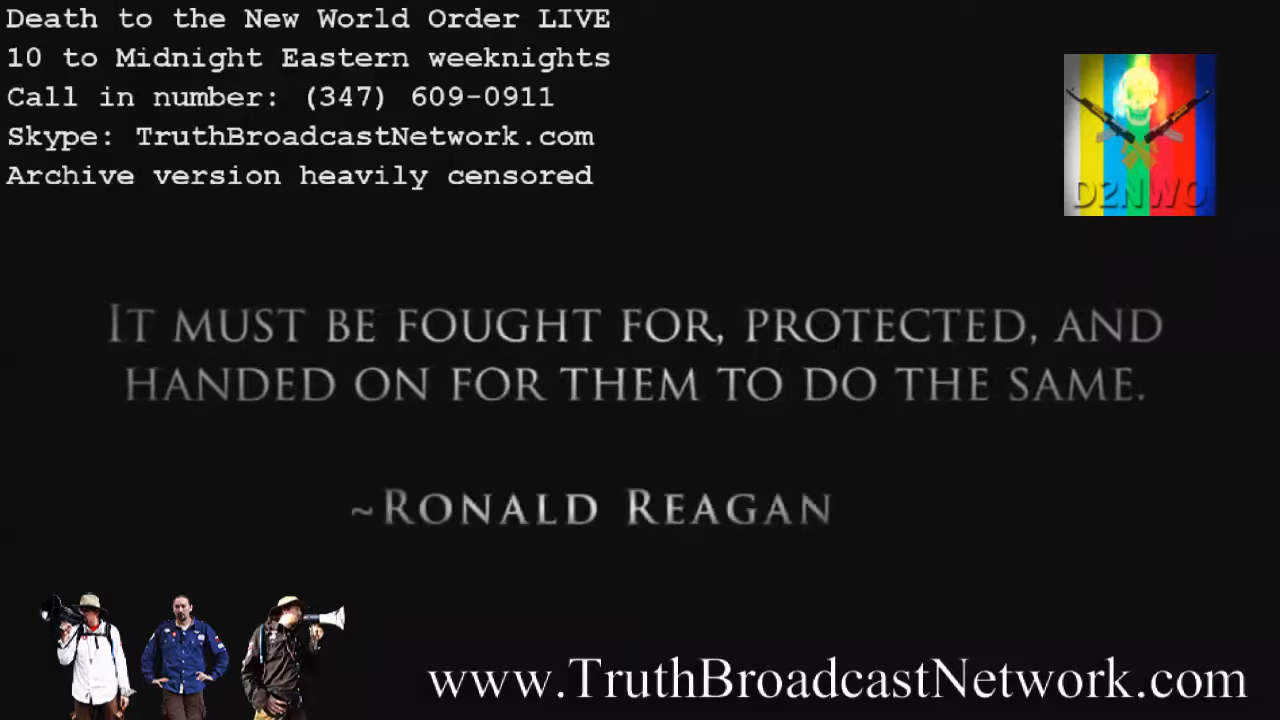 Death to the New World Order LIVE
10 to Midnight Eastern weeknights
Call in number: (347) 609-0911
Skype: TruthBroadcastNetwork.com
Archive version heavily censored
D2NWO
IT MUST BE FOUGHT FOR, PROTECTED, AND
HANDED ON FOR THEM TO DO THE SAME.
~RONALD REAGAN
www.TruthBroadcastNetwork.com